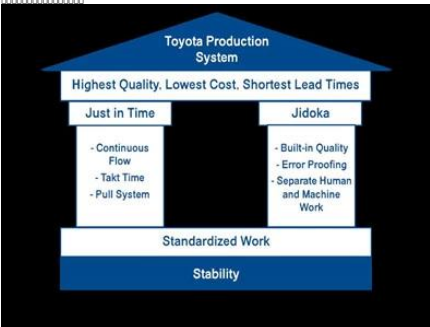 Toyota Production
System
Highest Quality, Lowest Cost, Shortest Lead Times
Just in Time
- Continuous
Flow
- Takt Time
- Pull System
Jidoka
- Built-in Quality
- Error Proofing
- Separate Human
and Machine
Work
Standardized Work
Stability